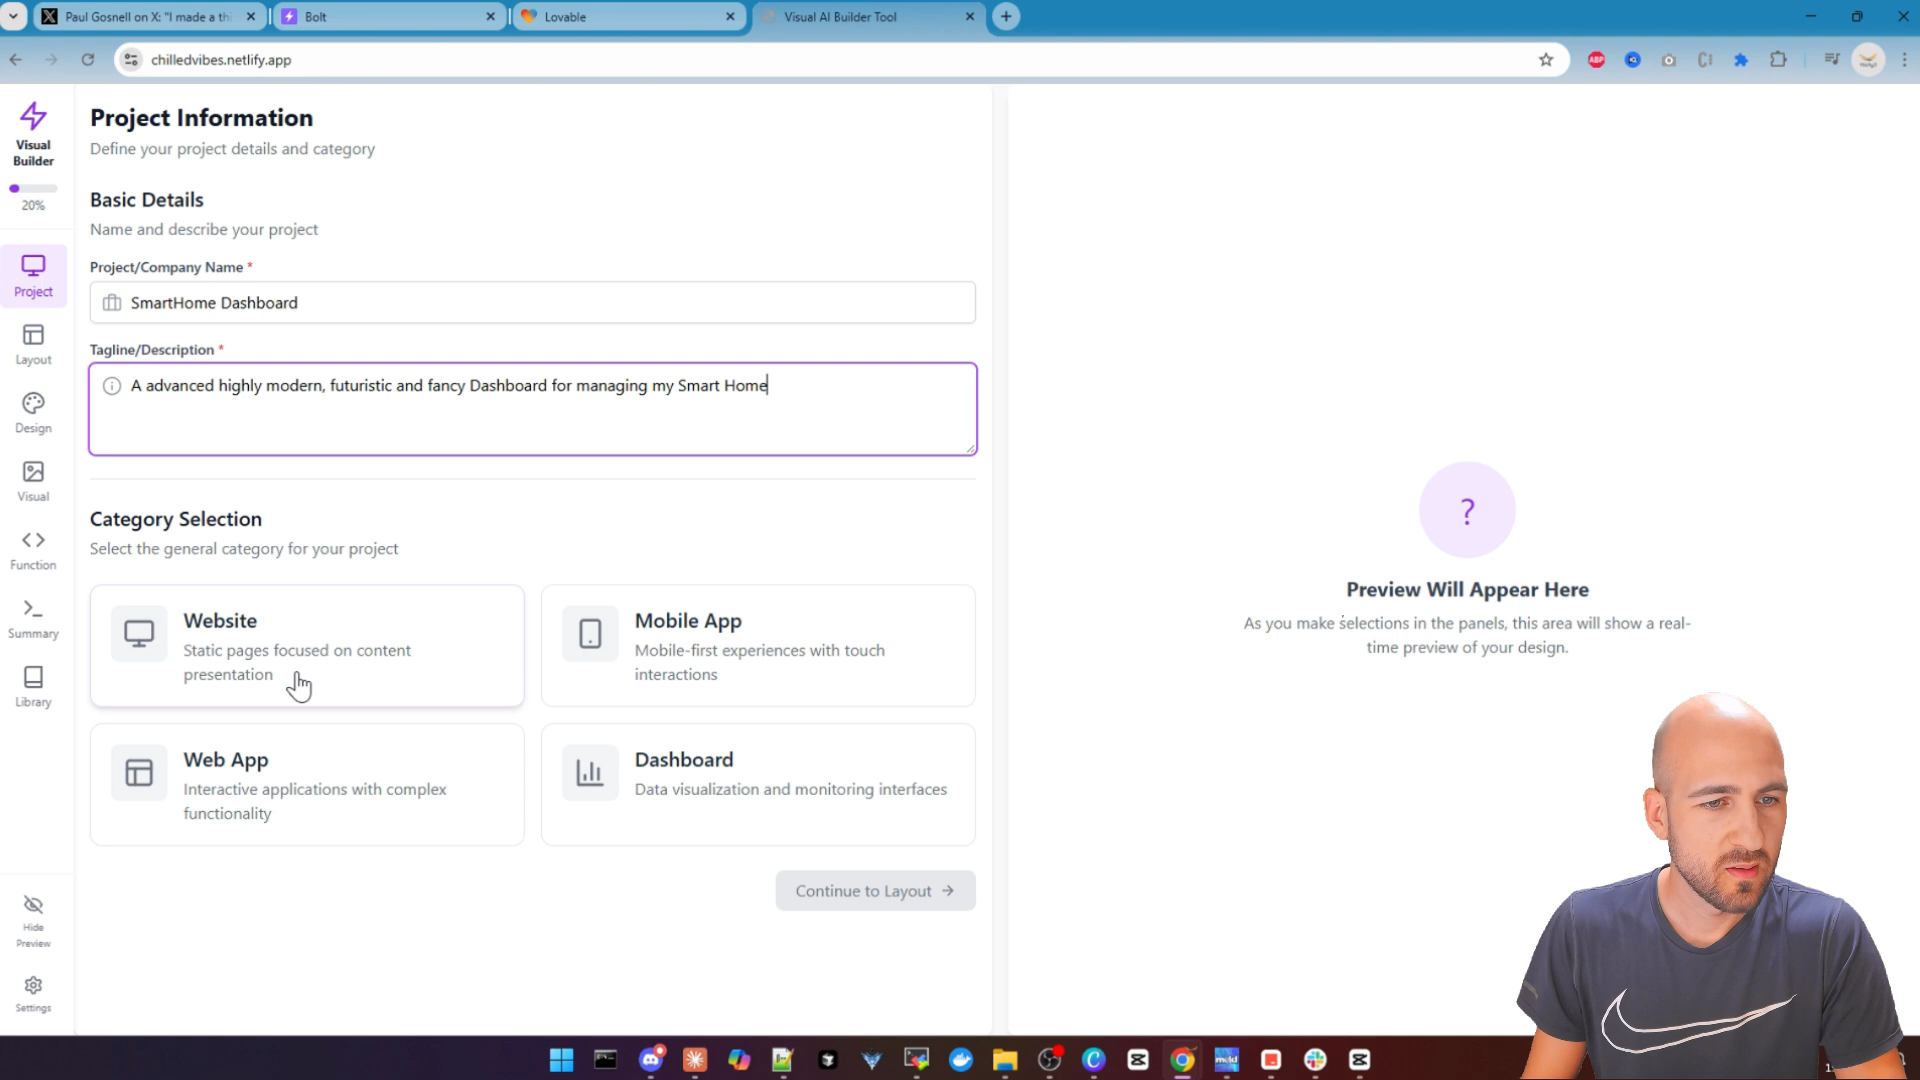 Paul Gosnell on X: "I made a thi
Bolt
Lovable
Visual AI Builder Tool
chilledvibes.netlify.app
ABP
Visual
Builder
20%
Project
Layout
Design
Visual
Function
Summary
Library
Hide
Preview
Settings
Project Information
Define your project details and category
Basic Details
Name and describe your project
Project/Company Name *
SmartHome Dashboard
Tagline/Description *
A advanced highly modern, futuristic and fancy Dashboard for managing my Smart Home
Category Selection
Select the general category for your project
Website
Static pages focused on content
presentation
Mobile App
Mobile-first experiences with touch
interactions
Web App
Interactive applications with complex
functionality
Dashboard
Data visualization and monitoring interfaces
Continue to Layout →
?
Preview Will Appear Here
As you make selections in the panels, this area will show a real-
time preview of your design.